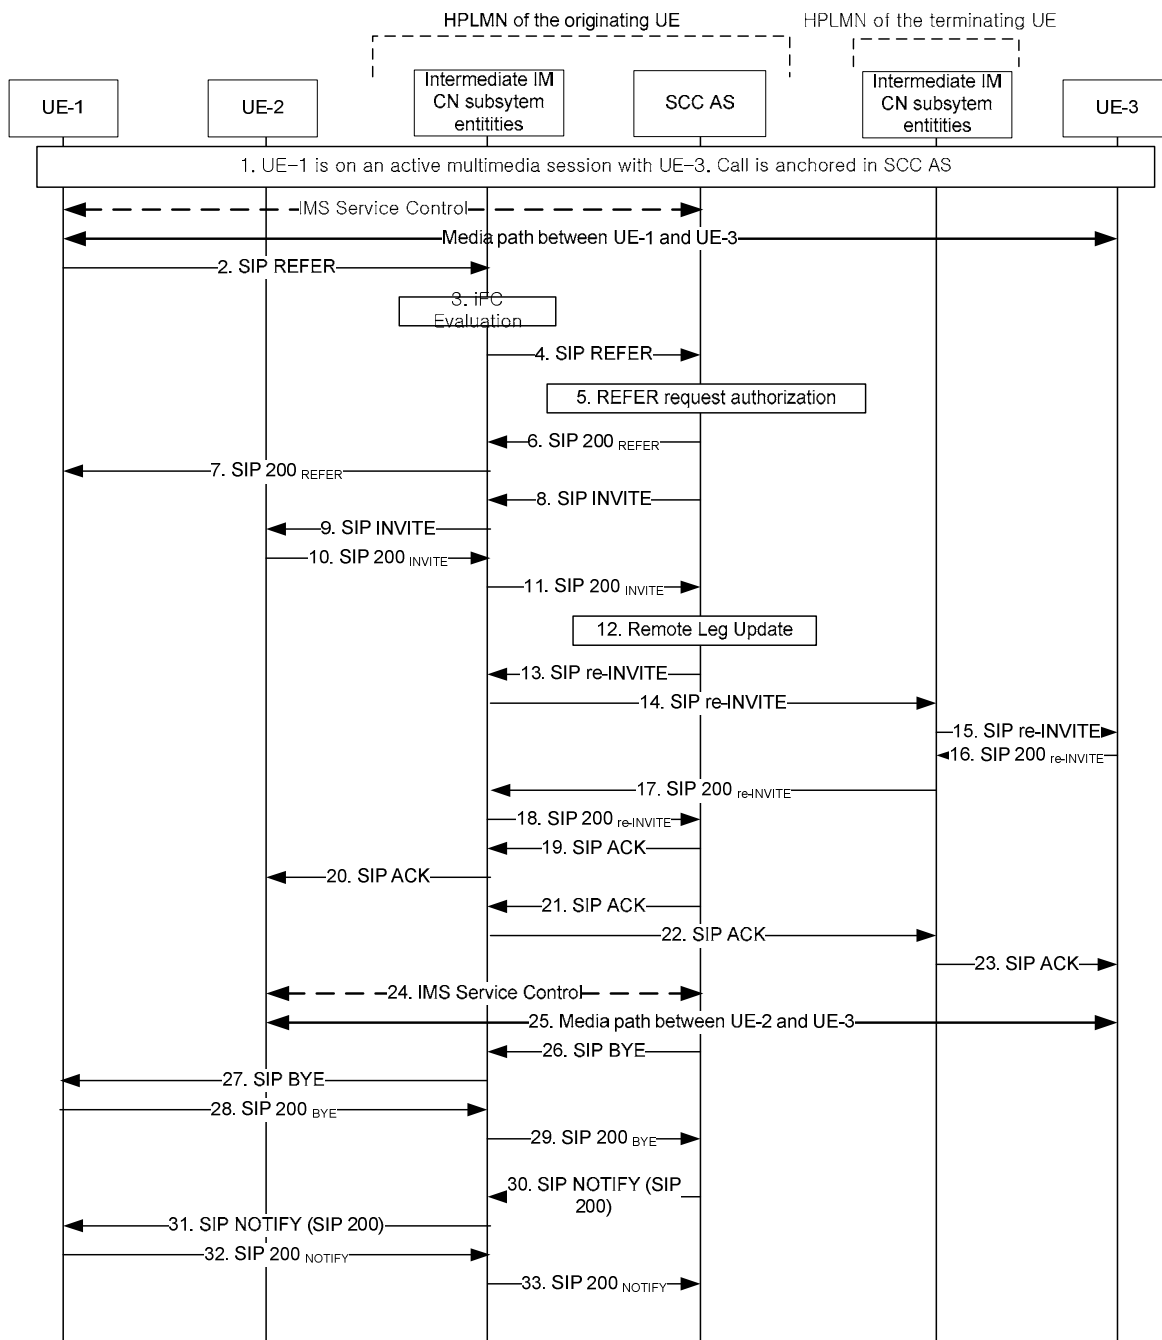 HPLMN of the originating UE
HPLMN of the terminating UE
UE-1
UE-2
Intermediate IM
CN subsytem
entitities
SCC AS
Intermediate IM
CN subsytem
entitities
UE-3
1. UE-1 is on an active multimedia session with UE-3. Call is anchored in SCC AS
IMS Service Control
Media path between UE-1 and UE-3
2. SIP REFER
3. iFC
Evaluation
4. SIP REFER
5. REFER request authorization
6. SIP 200 REFER
7. SIP 200 REFER
8. SIP INVITE
9. SIP INVITE
10. SIP 200 INVITE
11. SIP 200 INVITE
12. Remote Leg Update
13. SIP re-INVITE
14. SIP re-INVITE
15. SIP re-INVITE
16. SIP 200 re-INVITE
17. SIP 200 re-INVITE
18. SIP 200 re-INVITE
19. SIP ACK
20. SIP ACK
21. SIP ACK
22. SIP ACK
23. SIP ACK
24. IMS Service Control
25. Media path between UE-2 and UE-3
26. SIP BYE
27. SIP BYE
28. SIP 200 BYE
29. SIP 200 BYE
30. SIP NOTIFY (SIP
200)
31. SIP NOTIFY (SIP 200)
32. SIP 200 NOTIFY
33. SIP 200 NOTIFY